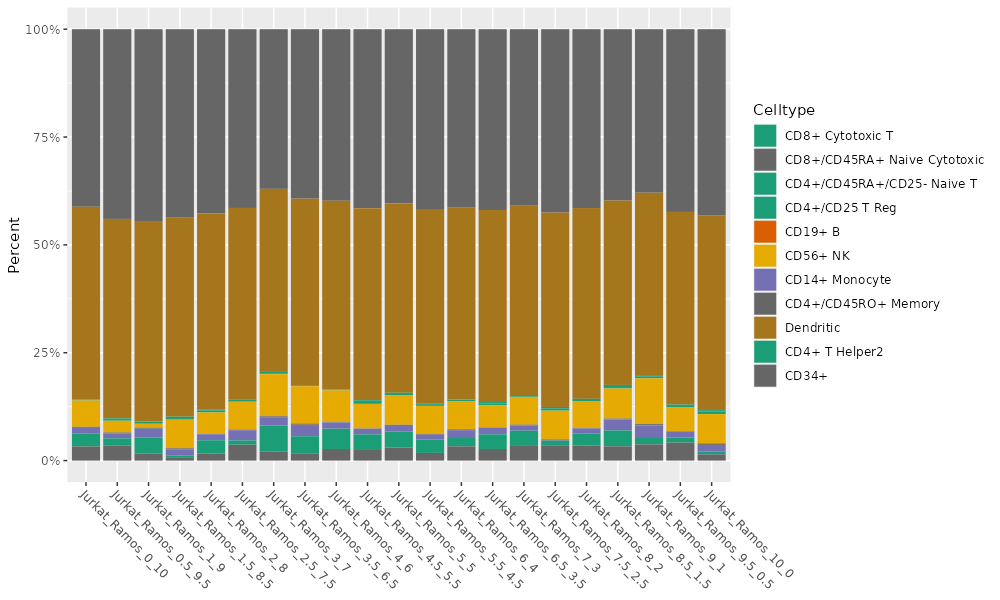 100%
75%
50%
25%
0%
Percent
Jurkat_Ramos_0_10
Jurkat_Ramos_0.5_9.5
Jurkat_Ramos_1_9
Jurkat_Ramos_1.5_8.5
Jurkat_Ramos_2_8
Jurkat_Ramos_2.5_7.5
Jurkat_Ramos_3_7
Jurkat_Ramos_3.5_6.5
Jurkat_Ramos_4_6
Jurkat_Ramos_4.5_5.5
Jurkat_Ramos_5_5
Jurkat_Ramos_5.5_4.5
Jurkat_Ramos_6_4
Jurkat_Ramos_6.5_3.5
Jurkat_Ramos_7_3
Jurkat_Ramos_7.5_2.5
Jurkat_Ramos_8_2
Jurkat_Ramos_8.5_1.5
Jurkat_Ramos_9_1
Jurkat_Ramos_9.5_0.5
Jurkat_Ramos_10_0
Celltype
CD8+ Cytotoxic T
CD8+/CD45RA+ Naive Cytotoxic
CD4+/CD45RA+/CD25- Naive T
CD4+/CD25 T Reg
CD19+ B
CD56+ NK
CD14+ Monocyte
CD4+/CD45RO+ Memory
Dendritic
CD4+ T Helper2
CD34+